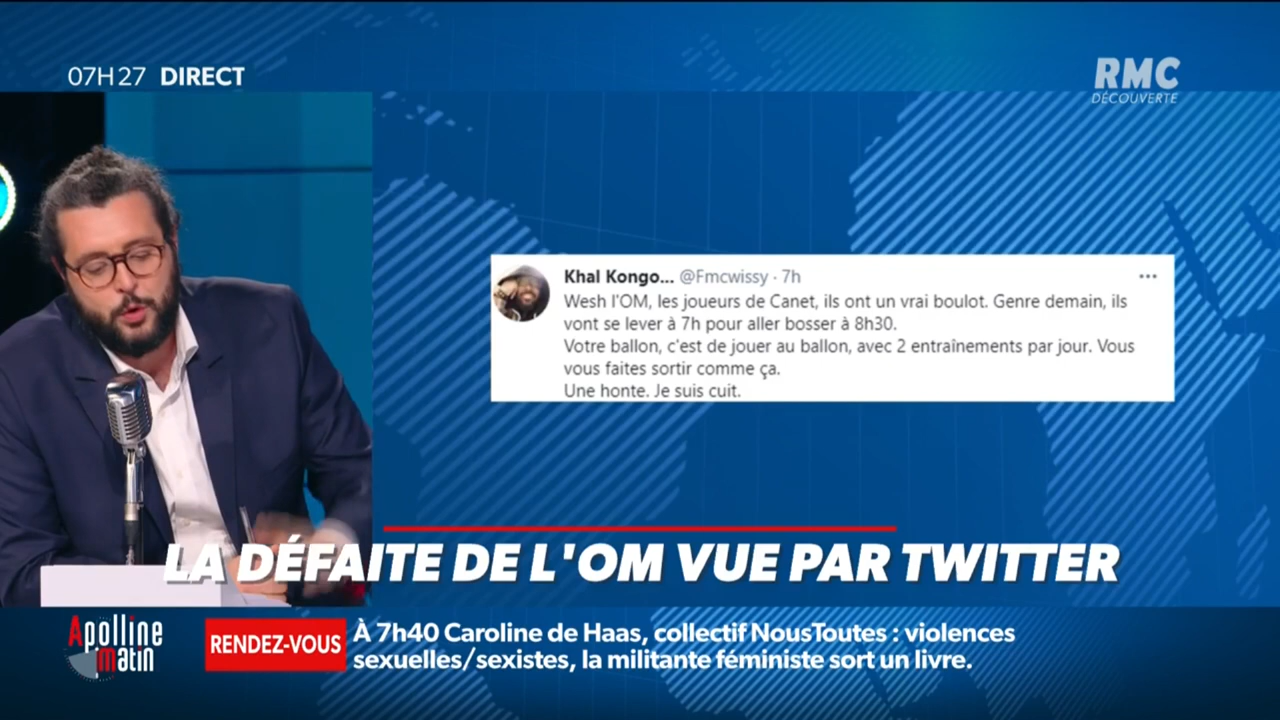 07H27 DIRECT
RMC
DÉCOUVERTE
Khal Kongo... @Fmcwissy · 7h
Wesh l'OM, les joueurs de Canet, ils ont un vrai boulot. Genre demain, ils
vont se lever à 7h pour aller bosser à 8h30.
Votre ballon, c'est de jouer au ballon, avec 2 entraînements par jour. Vous
vous faites sortir comme ça.
Une honte. Je suis cuit.
LA DÉFAITE DE L'OM VUE PAR TWITTER
Apolline
Matin
RENDEZ-VOUS
À 7h40 Caroline de Haas, collectif NousToutes : violences
sexuelles/sexistes, la militante féministe sort un livre.